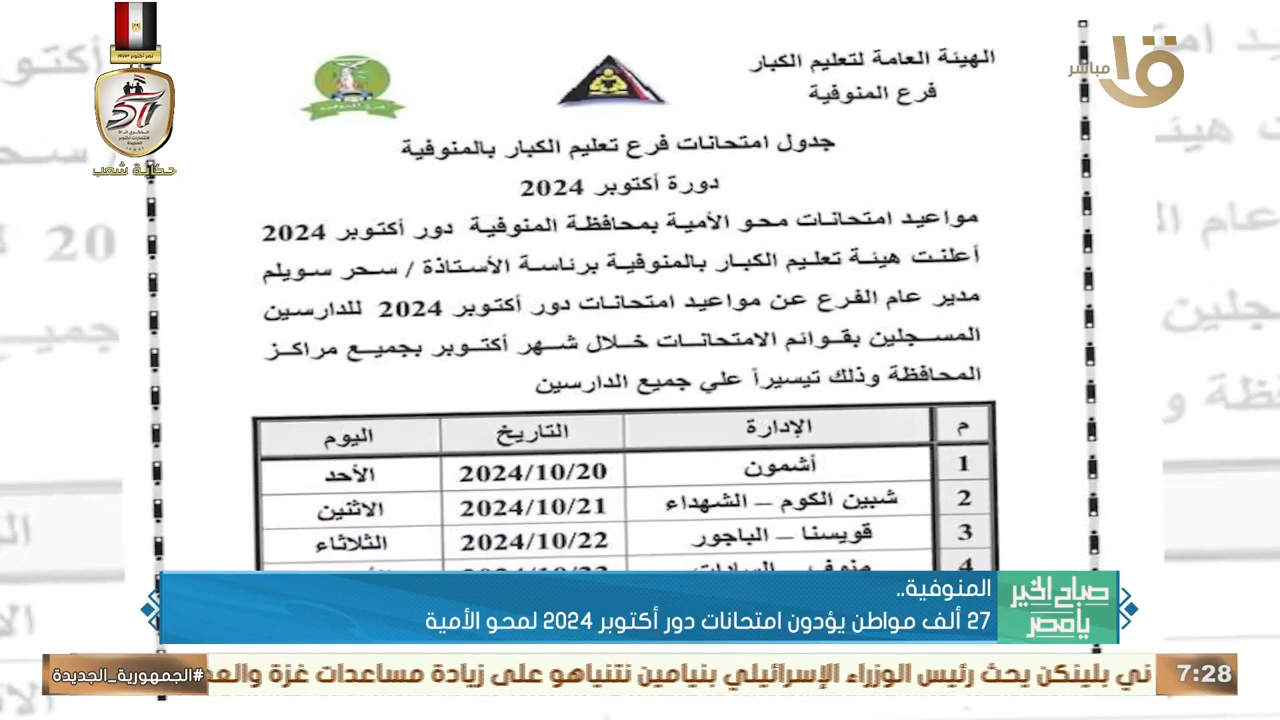 نصر أكتوبر ١٩٧٣
حكاية شعب
مباشر
الهيئة العامة لتعليم الكبار
فرع المنوفية
جدول امتحانات فرع تعليم الكبار بالمنوفية
دورة أكتوبر 2024
مواعيد امتحانات محو الأمية بمحافظة المنوفية دور أكتوبر 2024
أعلنت هيئة تعليم الكبار بالمنوفية برئاسة الأستاذة / سحر سويلم
مدير عام الفرع عن مواعيد امتحانات دور أكتوبر 2024 للدارسين
المسجلين بقوائم الامتحانات خلال شهر أكتوبر بجميع مراكز
المحافظة وذلك تيسيرأ علي جميع الدارسين
م الإدارة التاريخ اليوم
1 أشمون 2024/10/20 الأحد
2 شبين الكوم – الشهداء 2024/10/21 الاثنين
3 قويسنا – الباجور 2024/10/22 الثلاثاء
صباح الخير
يا مصر
المنوفية..
27 ألف مواطن يؤدون امتحانات دور أكتوبر 2024 لمحو الأمية
7:28 ني بلينكن يحث رئيس الوزراء الإسرائيلي بنيامين نتنياهو على زيادة مساعدات غزة #الجمهورية_الجديدة